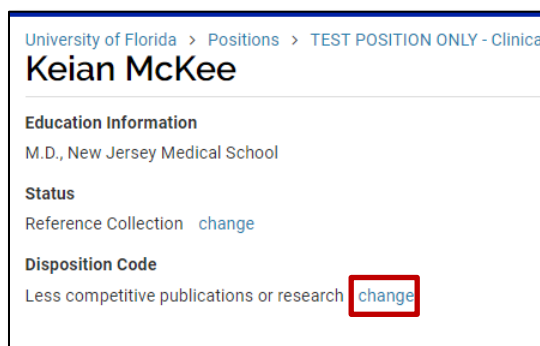 University of Florida > Positions > TEST POSITION ONLY - Clinica
Keian McKee
Education Information
M.D., New Jersey Medical School
Status
Reference Collection change
Disposition Code
Less competitive publications or research change